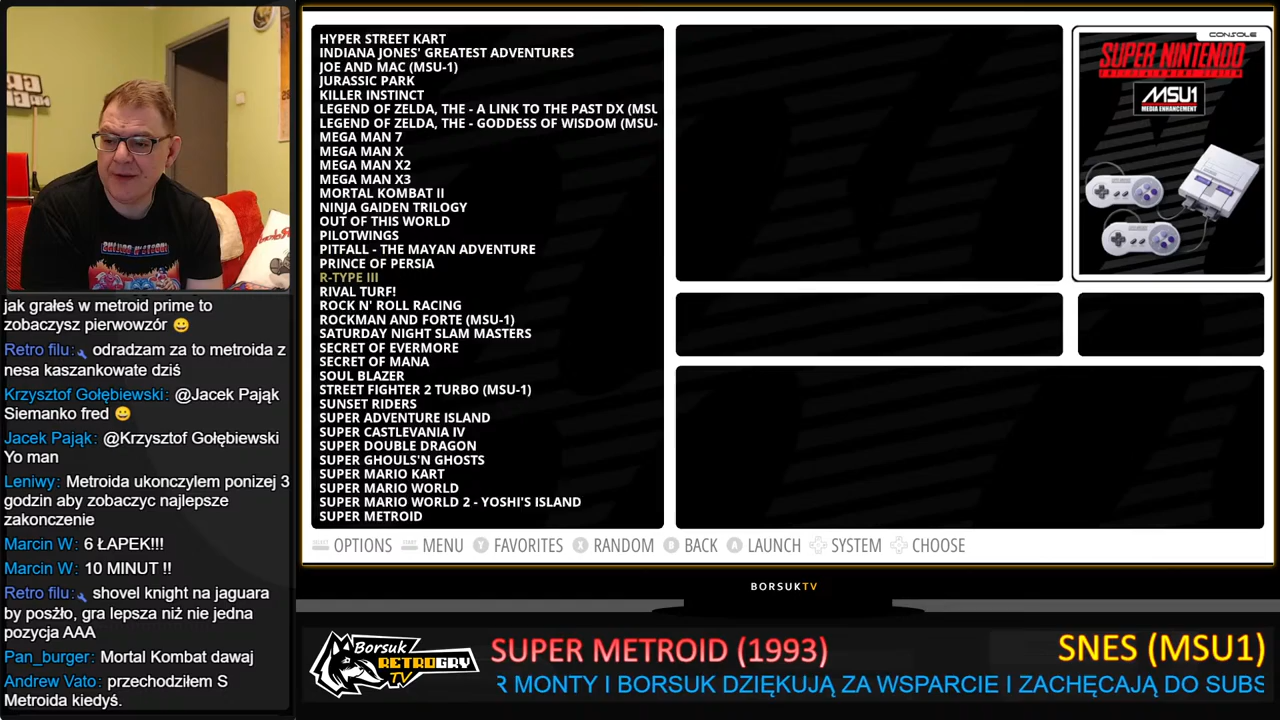 jak grałeś w metroid prime to
zobaczysz pierwowzór 😀
Retro filu: odradzam za to metroida z
nesa kaszankowate dziś
Krzysztof Gołębiewski: @Jacek Pająk
Siemanko fred 😀
Jacek Pająk: @Krzysztof Gołębiewski
Yo man
Leniwy: Metroida ukonczylem ponizej 3
godzin aby zobaczyc najlepsze
zakonczenie
Marcin W: 6 ŁAPEK!!!
Marcin W: 10 MINUT !!
Retro filu: shovel knight na jaguara
by poszło, gra lepsza niż nie jedna
pozycja AAA
Pan_burger: Mortal Kombat dawaj
Andrew Vato: przechodziłem S
Metroida kiedyś.
HYPER STREET KART
INDIANA JONES' GREATEST ADVENTURES
JOE AND MAC (MSU-1)
JURASSIC PARK
KILLER INSTINCT
LEGEND OF ZELDA, THE - A LINK TO THE PAST DX (MSU
LEGEND OF ZELDA, THE - GODDESS OF WISDOM (MSU-
MEGA MAN 7
MEGA MAN X
MEGA MAN X2
MEGA MAN X3
MORTAL KOMBAT II
NINJA GAIDEN TRILOGY
OUT OF THIS WORLD
PILOTWINGS
PITFALL - THE MAYAN ADVENTURE
PRINCE OF PERSIA
R-TYPE III
RIVAL TURF!
ROCK N' ROLL RACING
ROCKMAN AND FORTE (MSU-1)
SATURDAY NIGHT SLAM MASTERS
SECRET OF EVERMORE
SECRET OF MANA
SOUL BLAZER
STREET FIGHTER 2 TURBO (MSU-1)
SUNSET RIDERS
SUPER ADVENTURE ISLAND
SUPER CASTLEVANIA IV
SUPER DOUBLE DRAGON
SUPER GHOULS'N GHOSTS
SUPER MARIO KART
SUPER MARIO WORLD
SUPER MARIO WORLD 2 - YOSHI'S ISLAND
SUPER METROID
CONSOLE
SUPER NINTENDO
ENTERTAINMENT SYSTEM
MSU1
MEDIA ENHANCEMENT
SELECT OPTIONS START MENU Y FAVORITES X RANDOM B BACK A LAUNCH SYSTEM CHOOSE
BORSUKTV
Borsuk
RETROGRY
TV
SUPER METROID (1993)
SNES (MSU1)
R MONTY I BORSUK DZIĘKUJĄ ZA WSPARCIE I ZACHĘCAJĄ DO SUBS